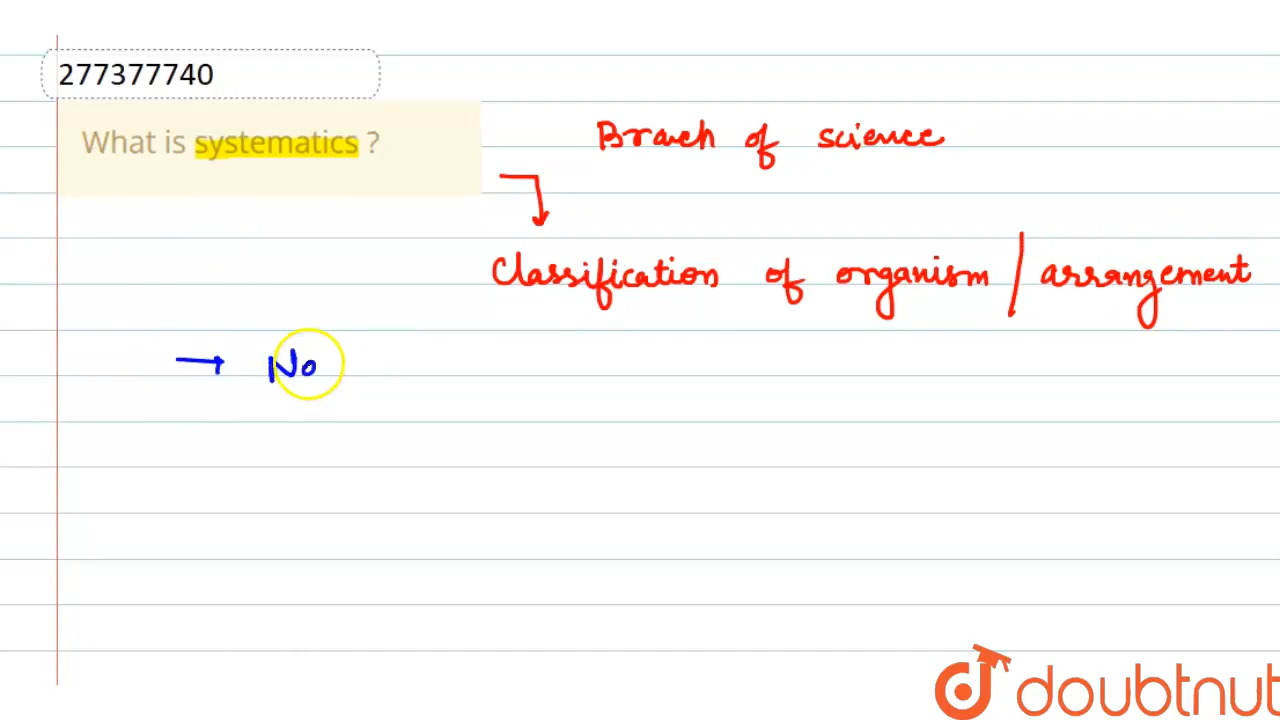 277377740
What is systematics ?
Brach of science
Classification of organism / arrangement
→ No
doubtnut